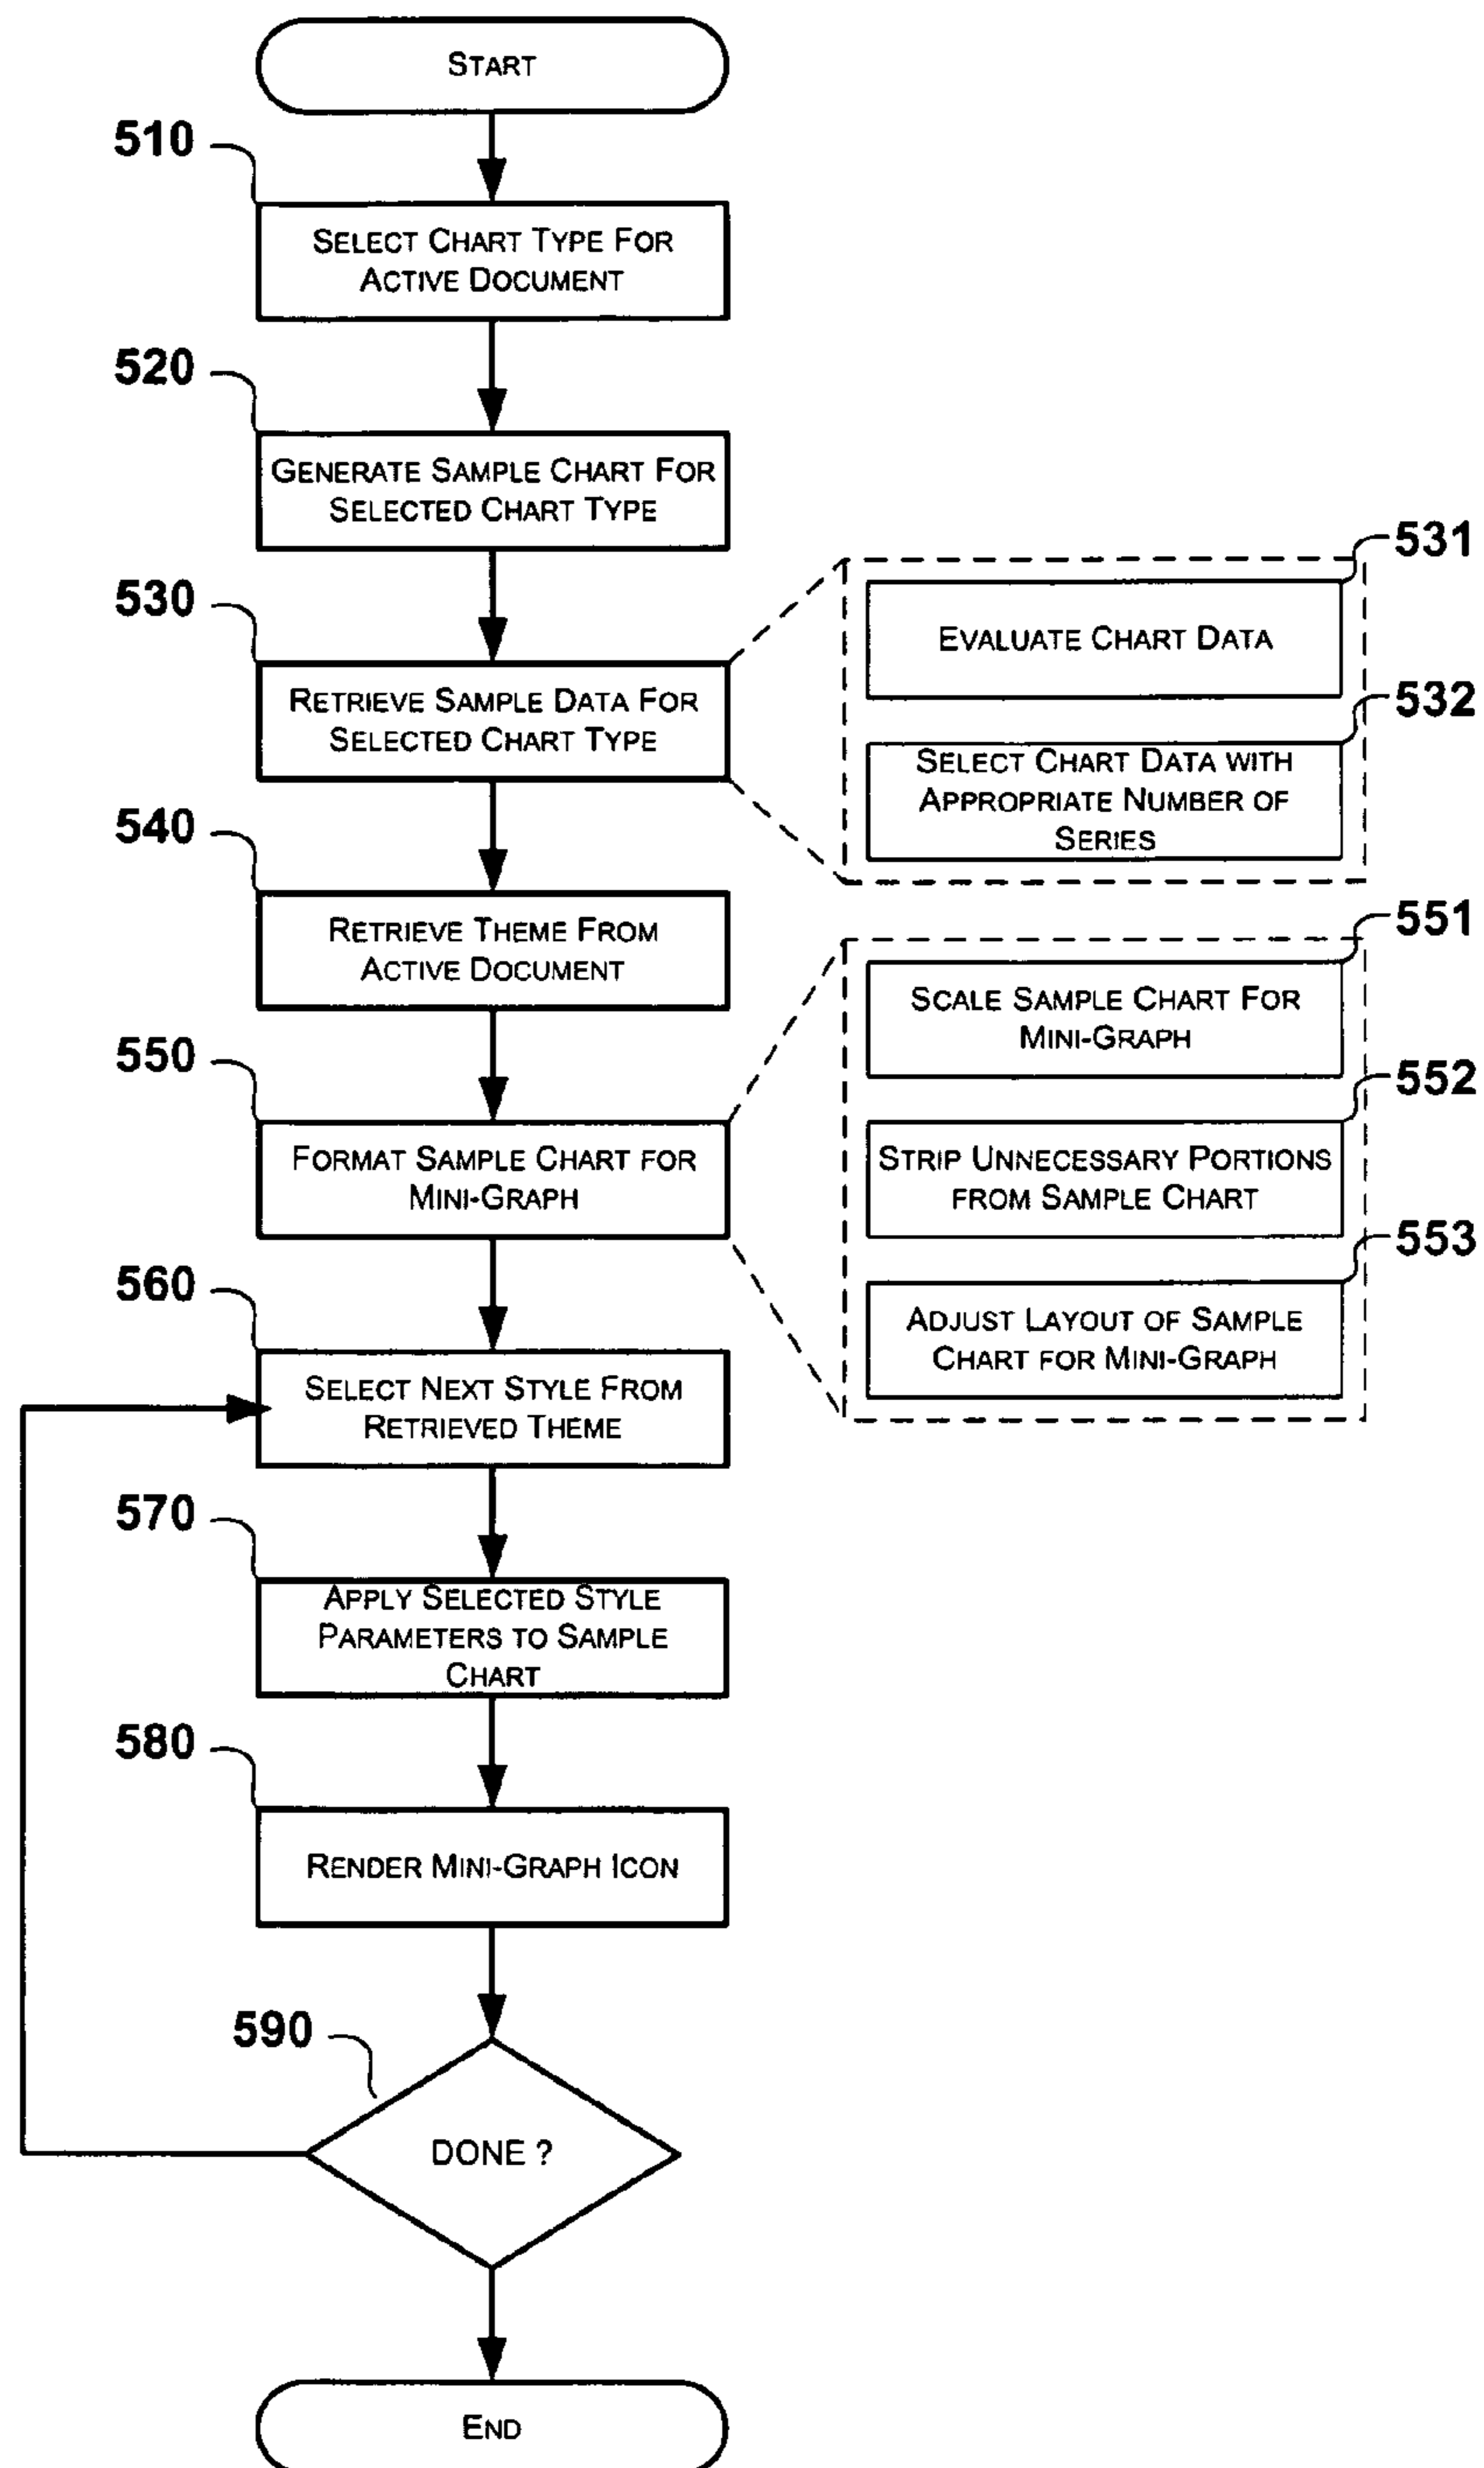 START
510
SELECT CHART TYPE FOR
ACTIVE DOCUMENT
520
GENERATE SAMPLE CHART FOR
SELECTED CHART TYPE
530
RETRIEVE SAMPLE DATA FOR
SELECTED CHART TYPE
531
EVALUATE CHART DATA
532
SELECT CHART DATA WITH
APPROPRIATE NUMBER OF
SERIES
540
RETRIEVE THEME FROM
ACTIVE DOCUMENT
550
FORMAT SAMPLE CHART FOR
MINI-GRAPH
551
SCALE SAMPLE CHART FOR
MINI-GRAPH
552
STRIP UNNECESSARY PORTIONS
FROM SAMPLE CHART
553
ADJUST LAYOUT OF SAMPLE
CHART FOR MINI-GRAPH
560
SELECT NEXT STYLE FROM
RETRIEVED THEME
570
APPLY SELECTED STYLE
PARAMETERS TO SAMPLE
CHART
580
RENDER MINI-GRAPH ICON
590
DONE ?
END